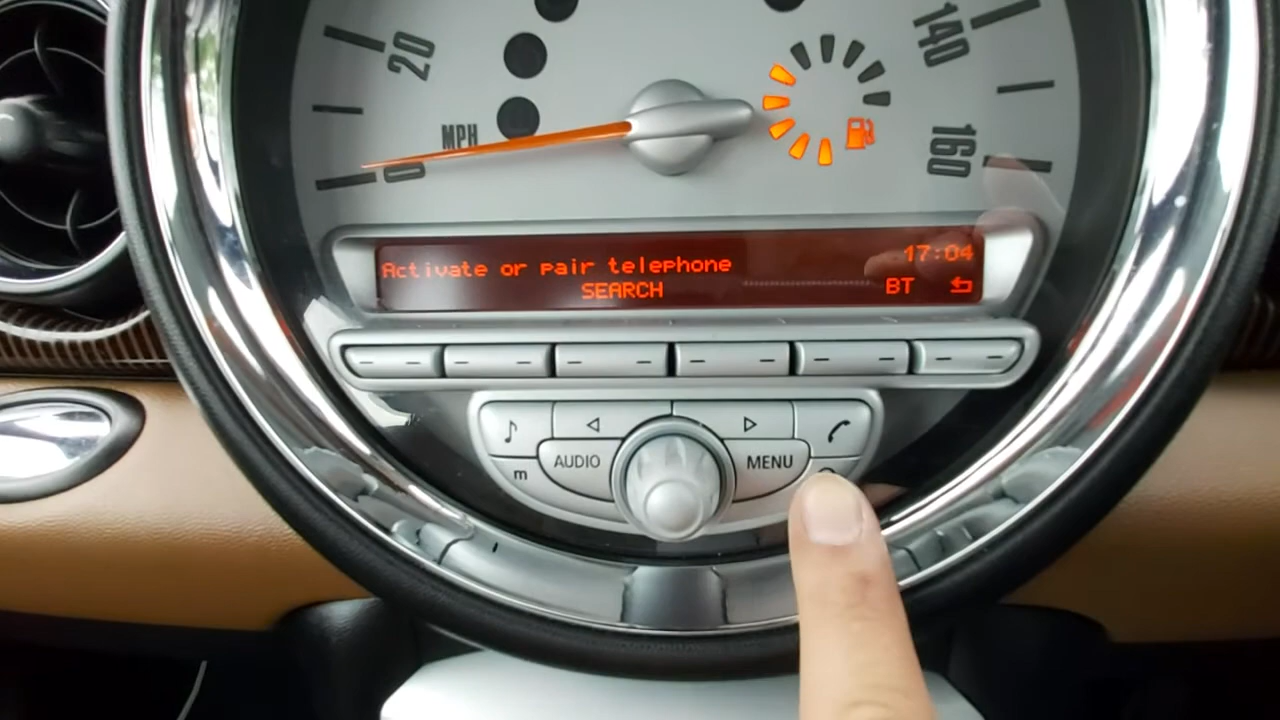 20
140
MPH
0
160
Activate or pair telephone
17:04
SEARCH
BT
AUDIO
MENU
m